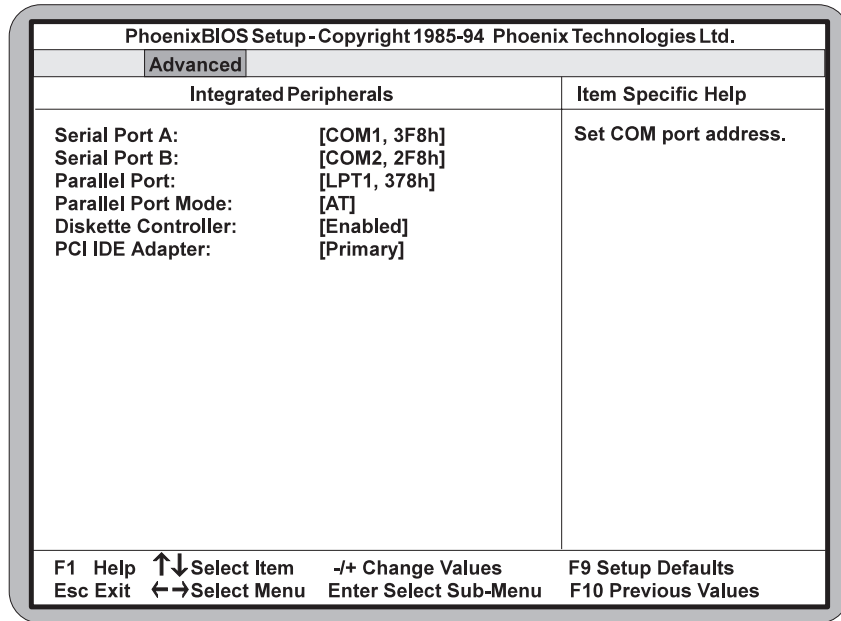 PhoenixBIOS Setup - Copyright 1985-94 Phoenix Technologies Ltd.
Advanced
Integrated Peripherals
Item Specific Help
Serial Port A: [COM1, 3F8h]
Serial Port B: [COM2, 2F8h]
Parallel Port: [LPT1, 378h]
Parallel Port Mode: [AT]
Diskette Controller: [Enabled]
PCI IDE Adapter: [Primary]
Set COM port address.
F1 Help ↑↓Select Item -/+ Change Values F9 Setup Defaults
Esc Exit ←→Select Menu Enter Select Sub-Menu F10 Previous Values